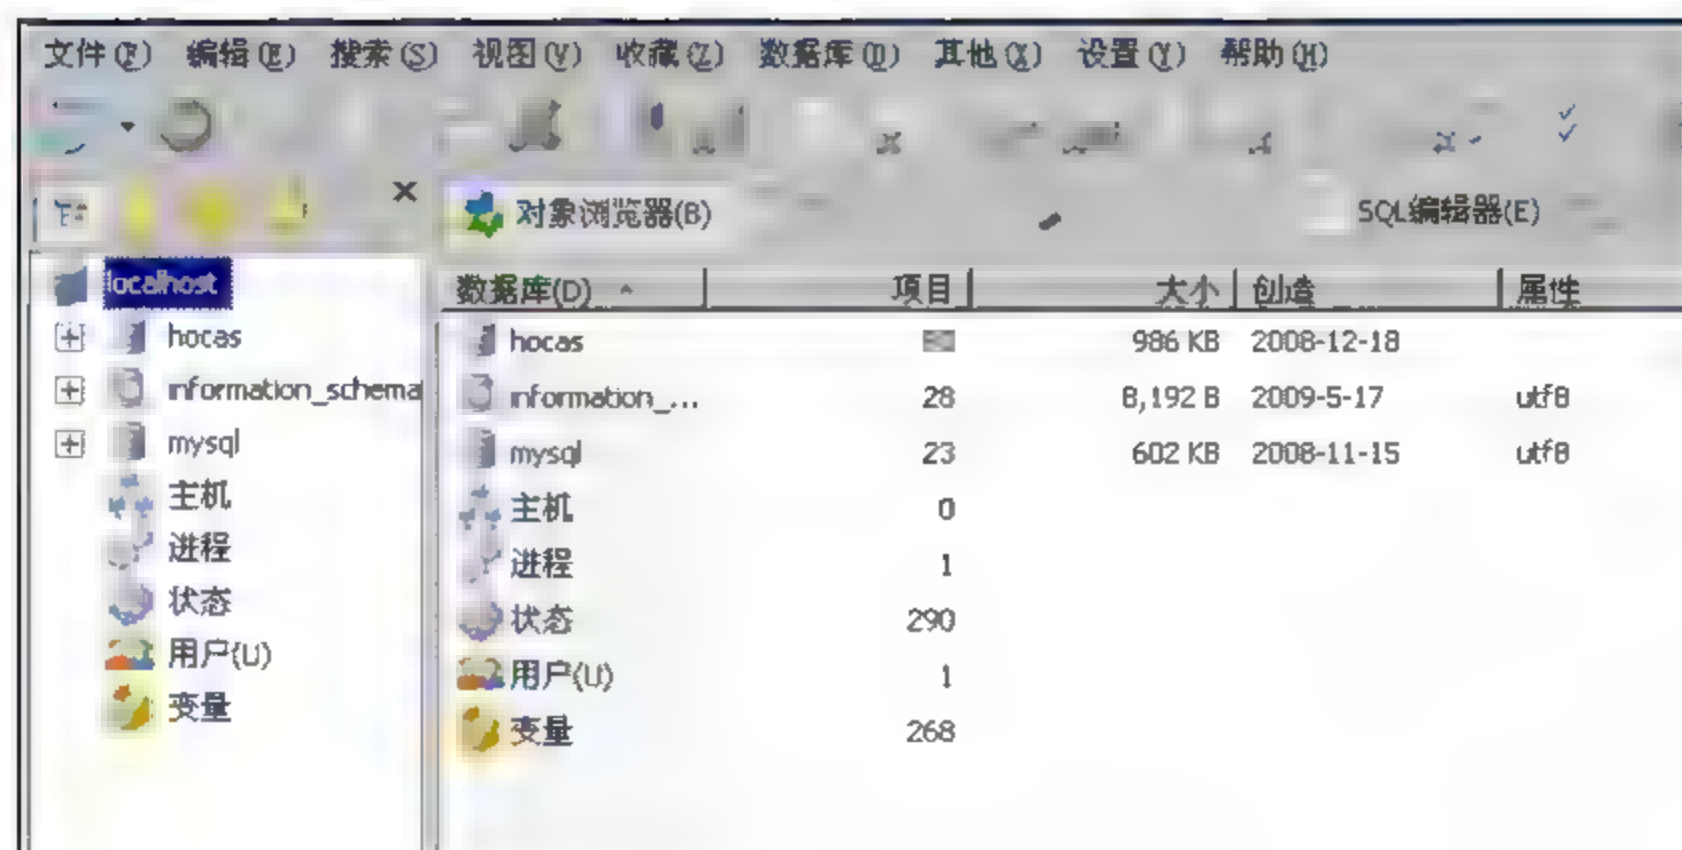 文件(F) 编辑(E) 搜索(S) 视图(V) 收藏(Z) 数据库(D) 其他(X) 设置(Y) 帮助(H)
对象浏览器(B) SQL编辑器(E)
localhost
hocas
information_schema
mysql
主机
进程
状态
用户(U)
变量
数据库(D) 项目 大小 创造 属性
hocas 986 KB 2008-12-18
information_... 28 8,192 B 2009-5-17 utf8
mysql 23 602 KB 2008-11-15 utf8
主机 0
进程 1
状态 290
用户(U) 1
变量 268